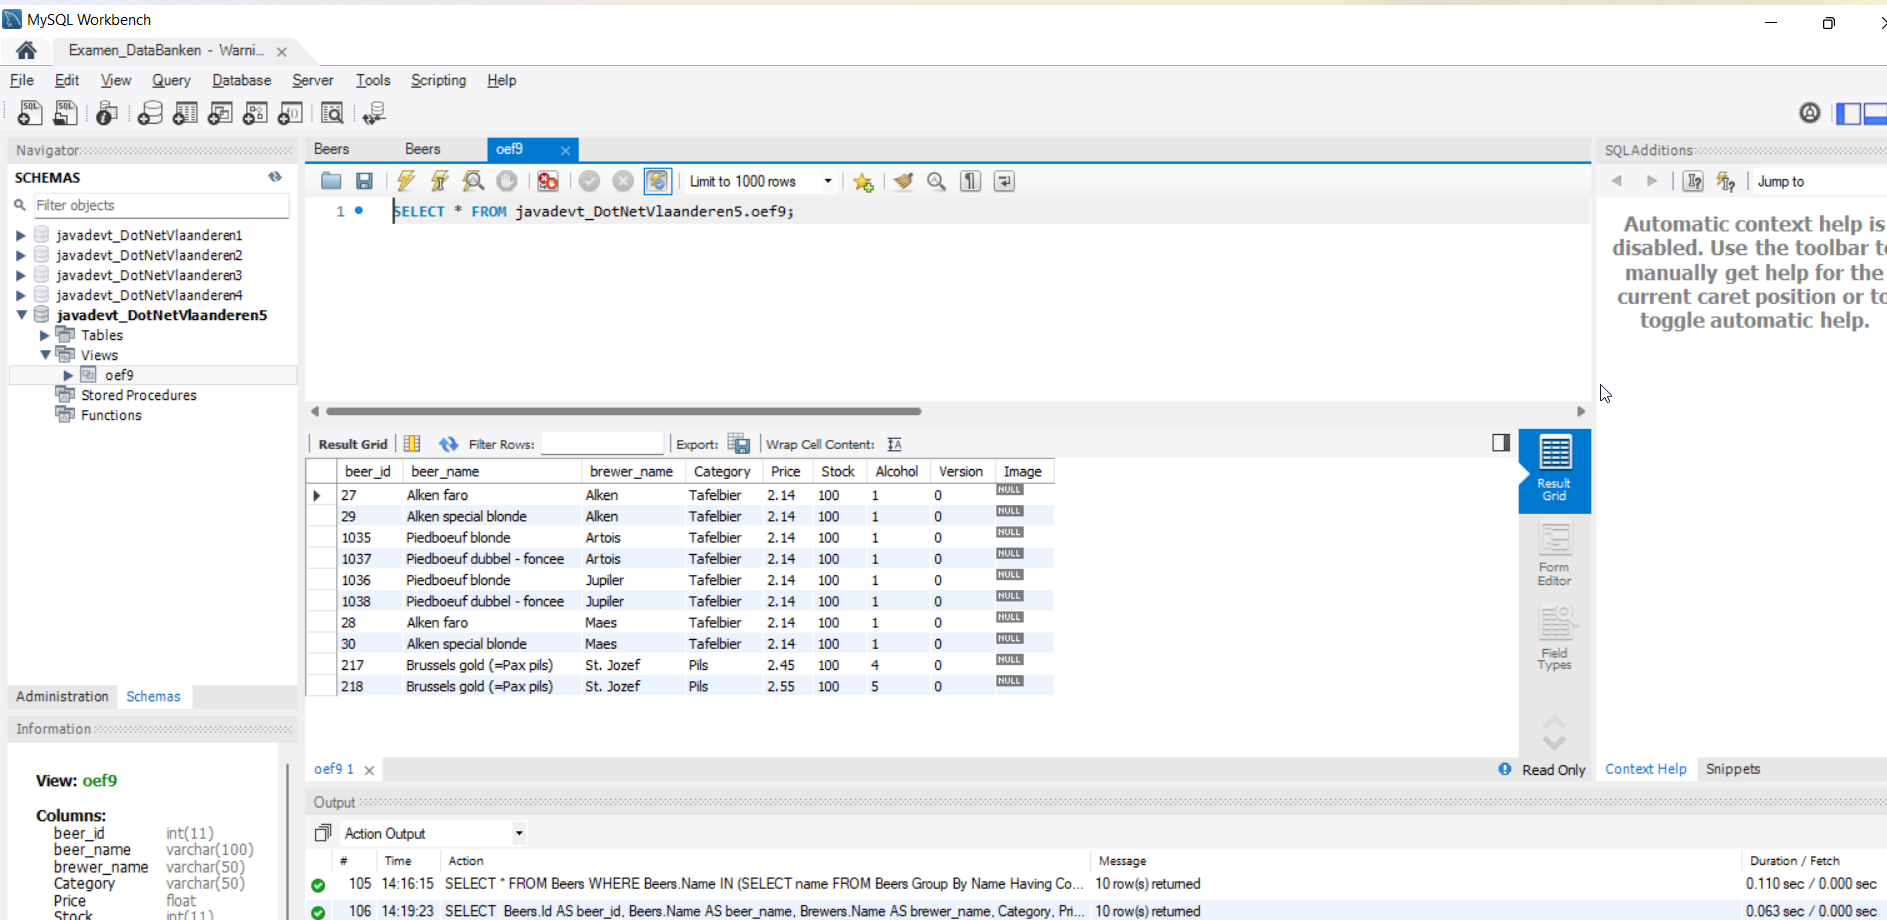 MySQL Workbench
Examen_DataBanken - Warni...
File Edit View Query Database Server Tools Scripting Help
Navigator
SCHEMAS
Filter objects
javadevt_DotNetVlaanderen1
javadevt_DotNetVlaanderen2
javadevt_DotNetVlaanderen3
javadevt_DotNetVlaanderen4
javadevt_DotNetVlaanderen5
Tables
Views
oef9
Stored Procedures
Functions
Administration Schemas
Information
View: oef9
Columns:
beer_id int(11)
beer_name varchar(100)
brewer_name varchar(50)
Category varchar(50)
Price float
Stock int(11)
Beers Beers oef9
Limit to 1000 rows
1 SELECT * FROM javadevt_DotNetVlaanderen5.oef9;
Result Grid Filter Rows: Export: Wrap Cell Content:
beer_id beer_name brewer_name Category Price Stock Alcohol Version Image
27 Alken faro Alken Tafelbier 2.14 100 1 0 NULL
29 Alken special blonde Alken Tafelbier 2.14 100 1 0 NULL
1035 Piedboeuf blonde Artois Tafelbier 2.14 100 1 0 NULL
1037 Piedboeuf dubbel - foncee Artois Tafelbier 2.14 100 1 0 NULL
1036 Piedboeuf blonde Jupiler Tafelbier 2.14 100 1 0 NULL
1038 Piedboeuf dubbel - foncee Jupiler Tafelbier 2.14 100 1 0 NULL
28 Alken faro Maes Tafelbier 2.14 100 1 0 NULL
30 Alken special blonde Maes Tafelbier 2.14 100 1 0 NULL
217 Brussels gold (=Pax pils) St. Jozef Pils 2.45 100 4 0 NULL
218 Brussels gold (=Pax pils) St. Jozef Pils 2.55 100 5 0 NULL
Result
Grid
Form
Editor
Field
Types
oef9 1
Read Only
SQLAdditions
Jump to
Automatic context help is
disabled. Use the toolbar to
manually get help for the
current caret position or to
toggle automatic help.
Context Help Snippets
Output
Action Output
# Time Action Message Duration / Fetch
105 14:16:15 SELECT * FROM Beers WHERE Beers.Name IN (SELECT name FROM Beers Group By Name Having Co... 10 row(s) returned 0.110 sec / 0.000 sec
106 14:19:23 SELECT Beers.Id AS beer_id, Beers.Name AS beer_name, Brewers.Name AS brewer_name, Category, Pri... 10 row(s) returned 0.063 sec / 0.000 sec